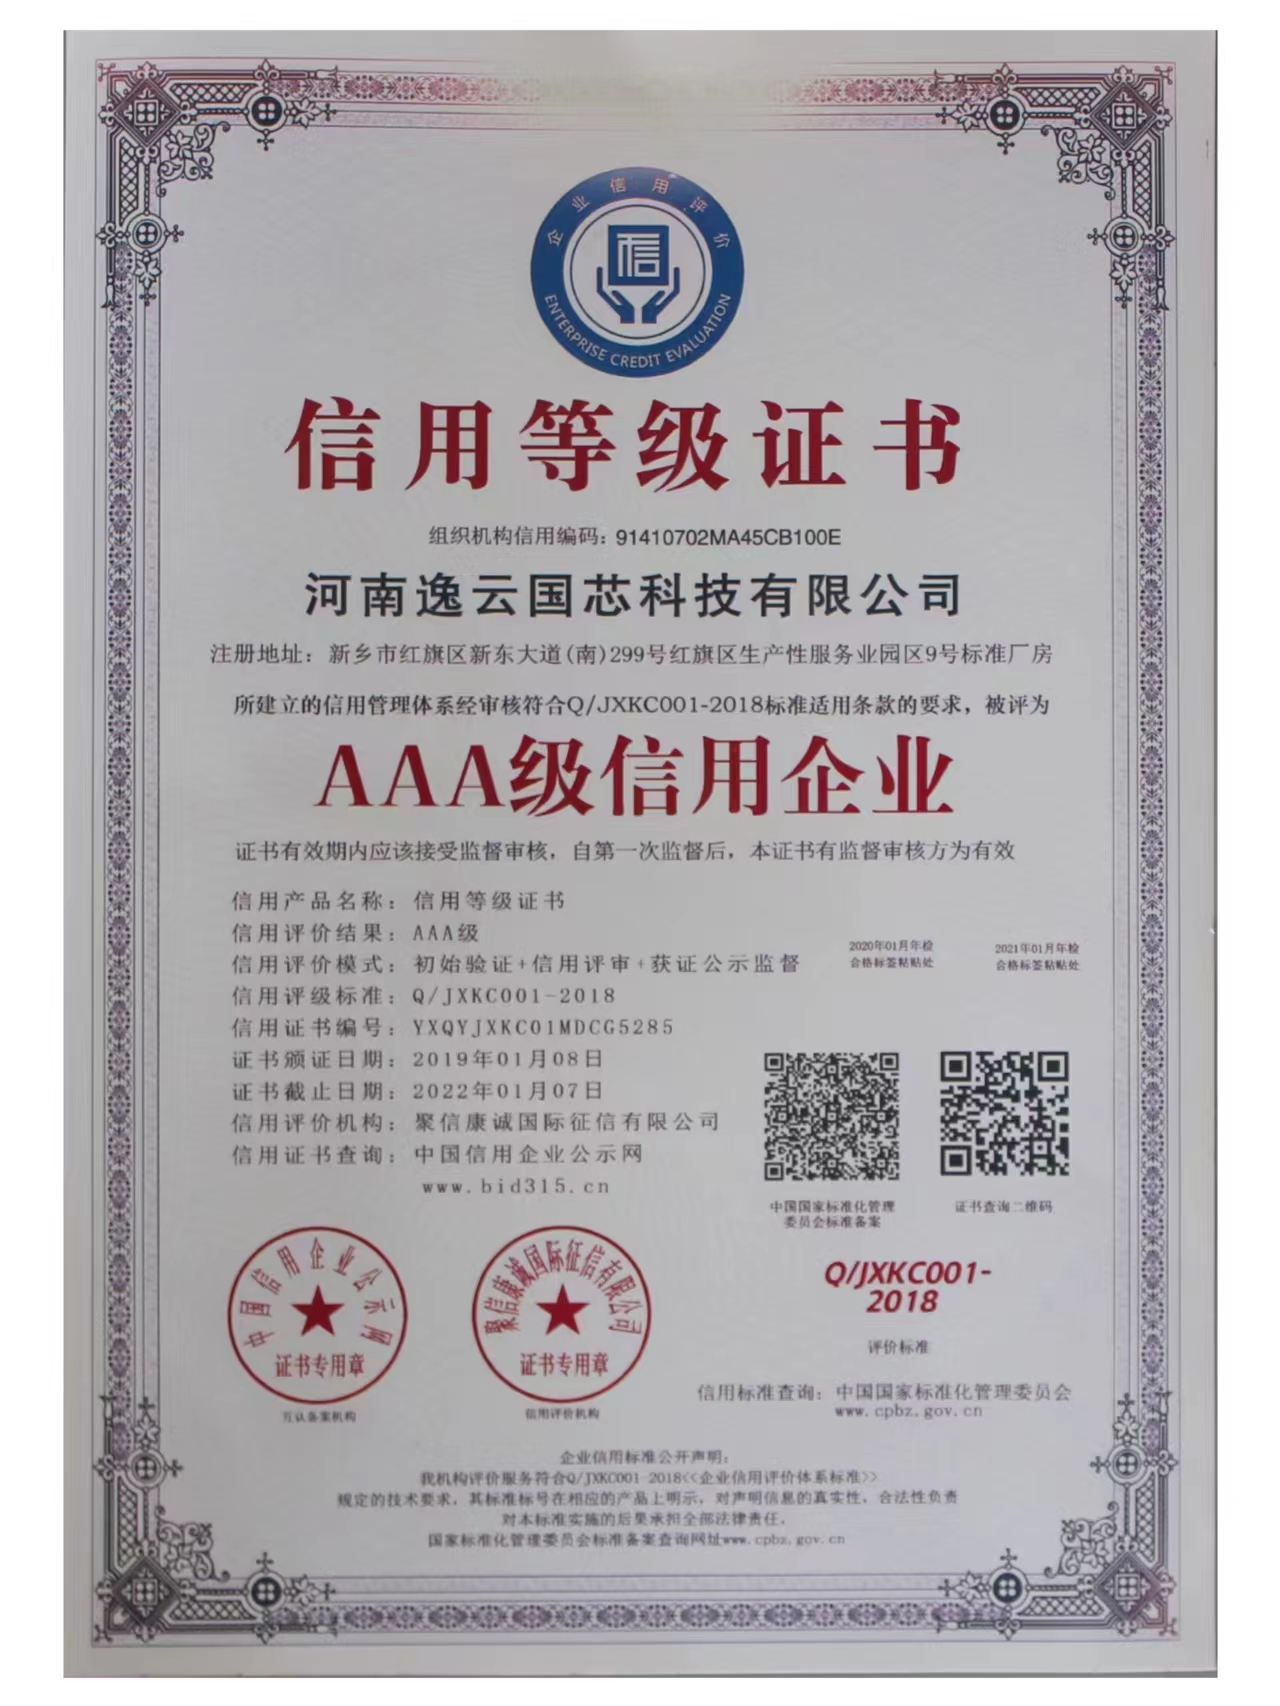 企业信用评价
信
ENTERPRISE CREDIT EVALUATION
信用等级证书
组织机构信用编码：91410702MA45CB100E
河南逸云国芯科技有限公司
注册地址：新乡市红旗区新东大道(南)299号红旗区生产性服务业园区9号标准厂房
所建立的信用管理体系经审核符合Q/JXKC001-2018标准适用条款的要求，被评为
AAA级信用企业
证书有效期内应该接受监督审核，自第一次监督后，本证书有监督审核方为有效
信用产品名称：信用等级证书
信用评价结果：AAA级
信用评价模式：初始验证+信用评审+获证公示监督
信用评级标准：Q/JXKC001-2018
信用证书编号：YXQYJXKC01MDCG5285
证书颁证日期：2019年01月08日
证书截止日期：2022年01月07日
信用评价机构：聚信康诚国际征信有限公司
信用证书查询：中国信用企业公示网
www.bid315.cn
2020年01月年检
合格标签粘贴处
2021年01月年检
合格标签粘贴处
中国国家标准化管理
委员会标准备案
证书查询二维码
中国信用企业公示网
证书专用章
互认备案机构
聚信康诚国际征信有限公司
证书专用章
信用评价机构
Q/JXKC001-
2018
评价标准
信用标准查询：中国国家标准化管理委员会
www.cpbz.gov.cn
企业信用标准公开声明：
我机构评价服务符合Q/JXKC001-2018<<企业信用评价体系标准>>
规定的技术要求，其标准标号在相应的产品上明示，对声明信息的真实性、合法性负责
对本标准实施的后果承担全部法律责任。
国家标准化管理委员会标准备案查询网址www.cpbz.gov.cn